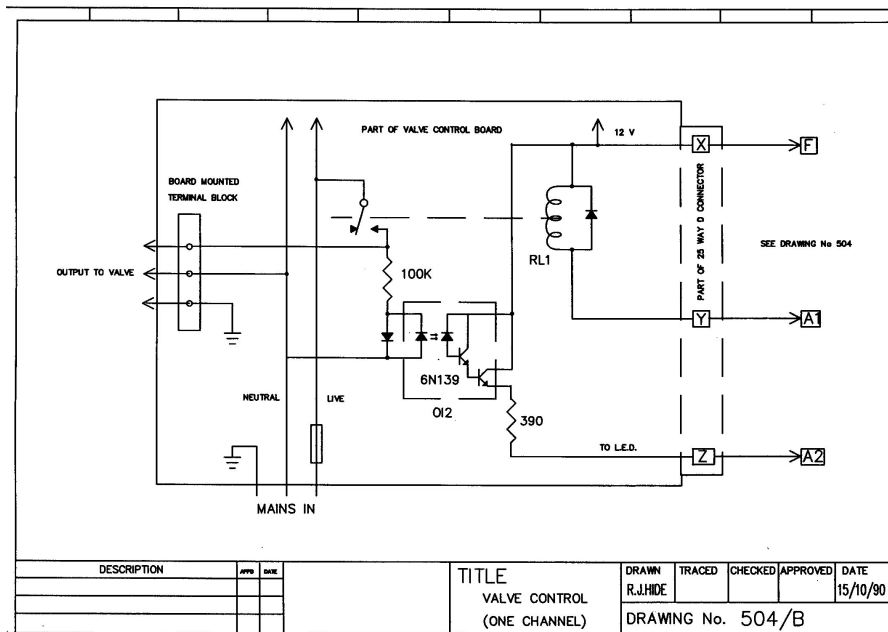 PART OF VALVE CONTROL BOARD
12 V
X
F
BOARD MOUNTED
TERMINAL BLOCK
PART OF 25 WAY D CONNECTOR
SEE DRAWING No 504
RL1
OUTPUT TO VALVE
100K
Y
A1
6N139
NEUTRAL
LIVE
OI2
390
TO L.E.D.
Z
A2
MAINS IN
DESCRIPTION
APPD
DATE
TITLE
VALVE CONTROL
(ONE CHANNEL)
DRAWN
R.J.HIDE
TRACED
CHECKED
APPROVED
DATE
15/10/90
DRAWING No. 504/B